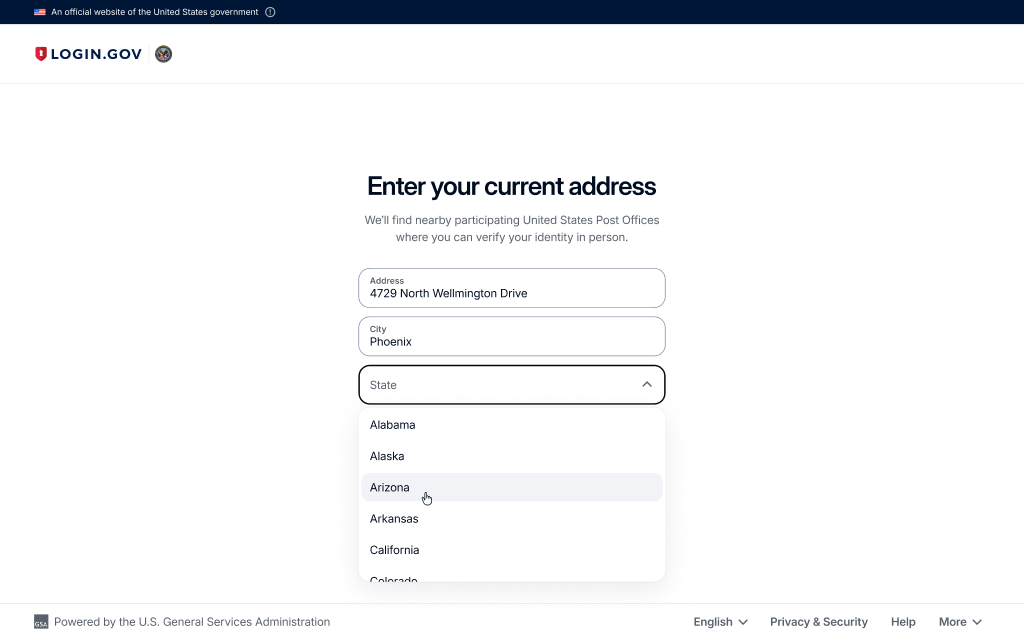 An official website of the United States government
LOGIN.GOV
Enter your current address
We'll find nearby participating United States Post Offices
where you can verify your identity in person.
Address
4729 North Wellmington Drive
City
Phoenix
State
Alabama
Alaska
Arizona
Arkansas
California
Colorado
GSA
Powered by the U.S. General Services Administration
English
Privacy & Security
Help
More